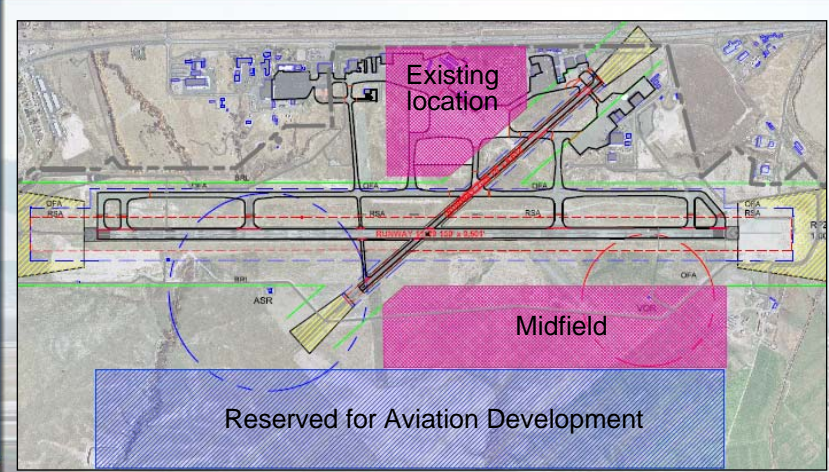 Existing
location
BRL
OFA
OFA
OFA
OFA
RSA
RSA
RSA
OFA
RSA
BRL
OFA
ASR
VOR
Midfield
Reserved for Aviation Development